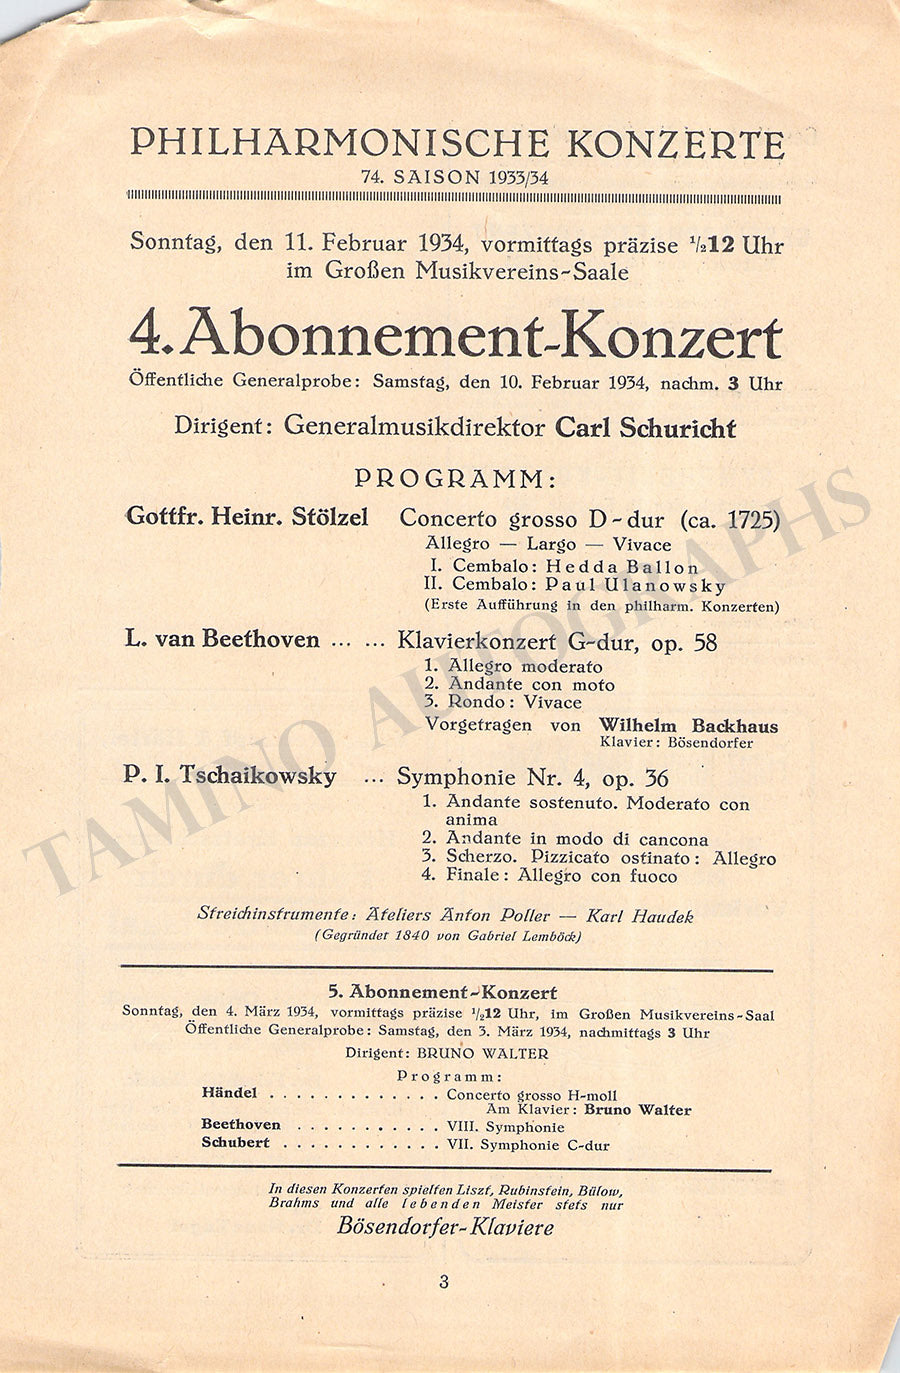 PHILHARMONISCHE KONZERTE
74. SAISON 1933/34
Sonntag, den 11. Februar 1934, vormittags präzise ½12 Uhr
im Großen Musikvereins-Saale
4. Abonnement-Konzert
Öffentliche Generalprobe: Samstag, den 10. Februar 1934, nachm. 3 Uhr
Dirigent: Generalmusikdirektor Carl Schuricht
PROGRAMM:
Gottfr. Heinr. Stölzel Concerto grosso D-dur (ca. 1725)
Allegro — Largo — Vivace
I. Cembalo: Hedda Ballon
II. Cembalo: Paul Ulanowsky
(Erste Aufführung in den philharm. Konzerten)
L. van Beethoven ... ... Klavierkonzert G-dur, op. 58
1. Allegro moderato
2. Andante con moto
3. Rondo: Vivace
Vorgetragen von Wilhelm Backhaus
Klavier: Bösendorfer
P. I. Tschaikowsky ... Symphonie Nr. 4, op. 36
1. Andante sostenuto. Moderato con
anima
2. Andante in modo di cancona
3. Scherzo. Pizzicato ostinato: Allegro
4. Finale: Allegro con fuoco
Streichinstrumente: Ateliers Anton Poller — Karl Haudek
(Gegründet 1840 von Gabriel Lemböck)
5. Abonnement-Konzert
Sonntag, den 4. März 1934, vormittags präzise ½12 Uhr, im Großen Musikvereins-Saal
Öffentliche Generalprobe: Samstag, den 3. März 1934, nachmittags 3 Uhr
Dirigent: BRUNO WALTER
Programm:
Händel . . . . . . . . . . . . . Concerto grosso H-moll
Am Klavier: Bruno Walter
Beethoven . . . . . . . . . . . VIII. Symphonie
Schubert . . . . . . . . . . . . VII. Symphonie C-dur
In diesen Konzerten spielten Liszt, Rubinstein, Bülow,
Brahms und alle lebenden Meister stets nur
Bösendorfer-Klaviere
3
TAMINO AUTOGRAPHS